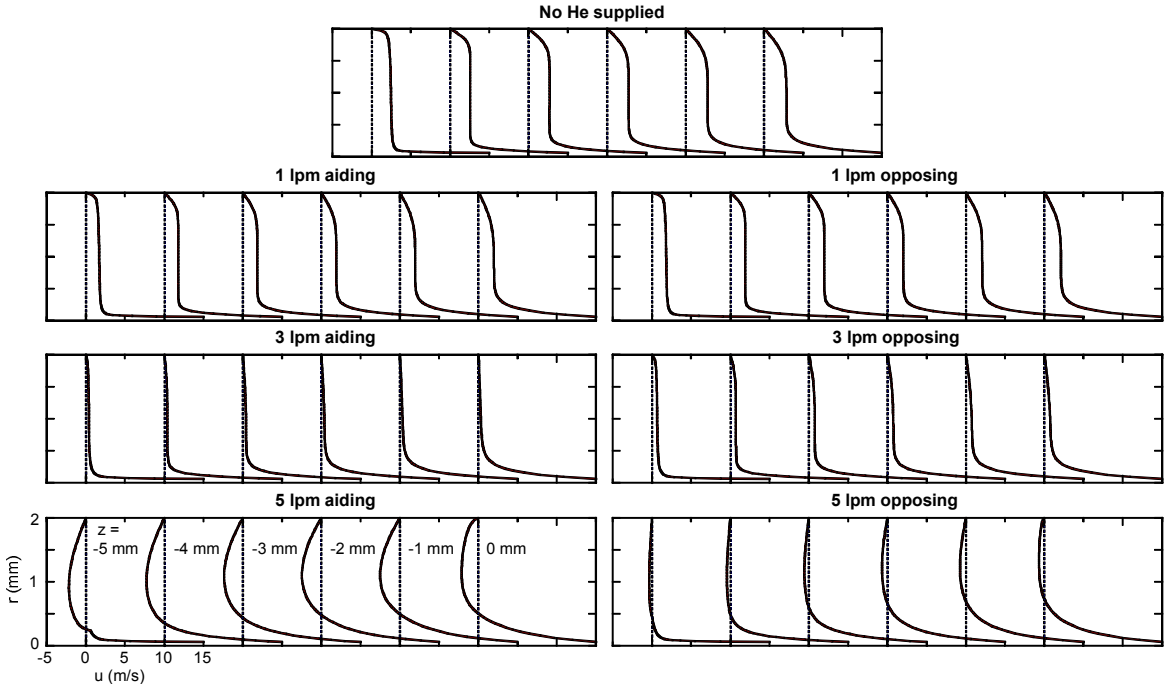 No He supplied
1 lpm aiding
1 lpm opposing
3 lpm aiding
3 lpm opposing
5 lpm aiding
5 lpm opposing
2
z =
-5 mm
-4 mm
-3 mm
-2 mm
-1 mm
0 mm
r (mm)
1
0
-5 0 5 10 15
u (m/s)